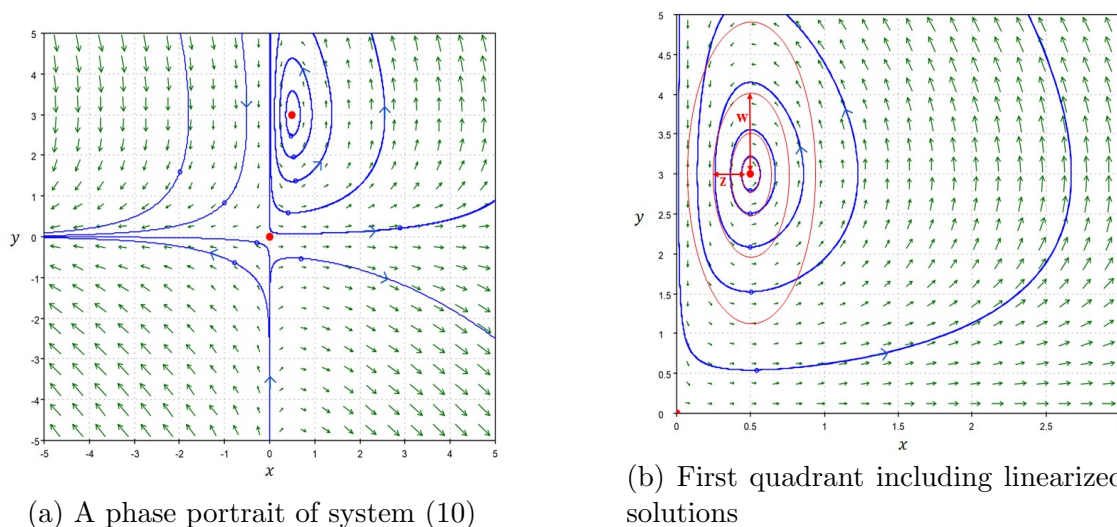 5
4
3
2
1
y 0
-1
-2
-3
-4
-5
-5 -4 -3 -2 -1 0 1 2 3 4 5
x
(a) A phase portrait of system (10)
5
4.5
4
3.5
w
3
z
2.5
y
2
1.5
1
0.5
0
0 0.5 1 1.5 2 2.5
x
(b) First quadrant including linearized
solutions